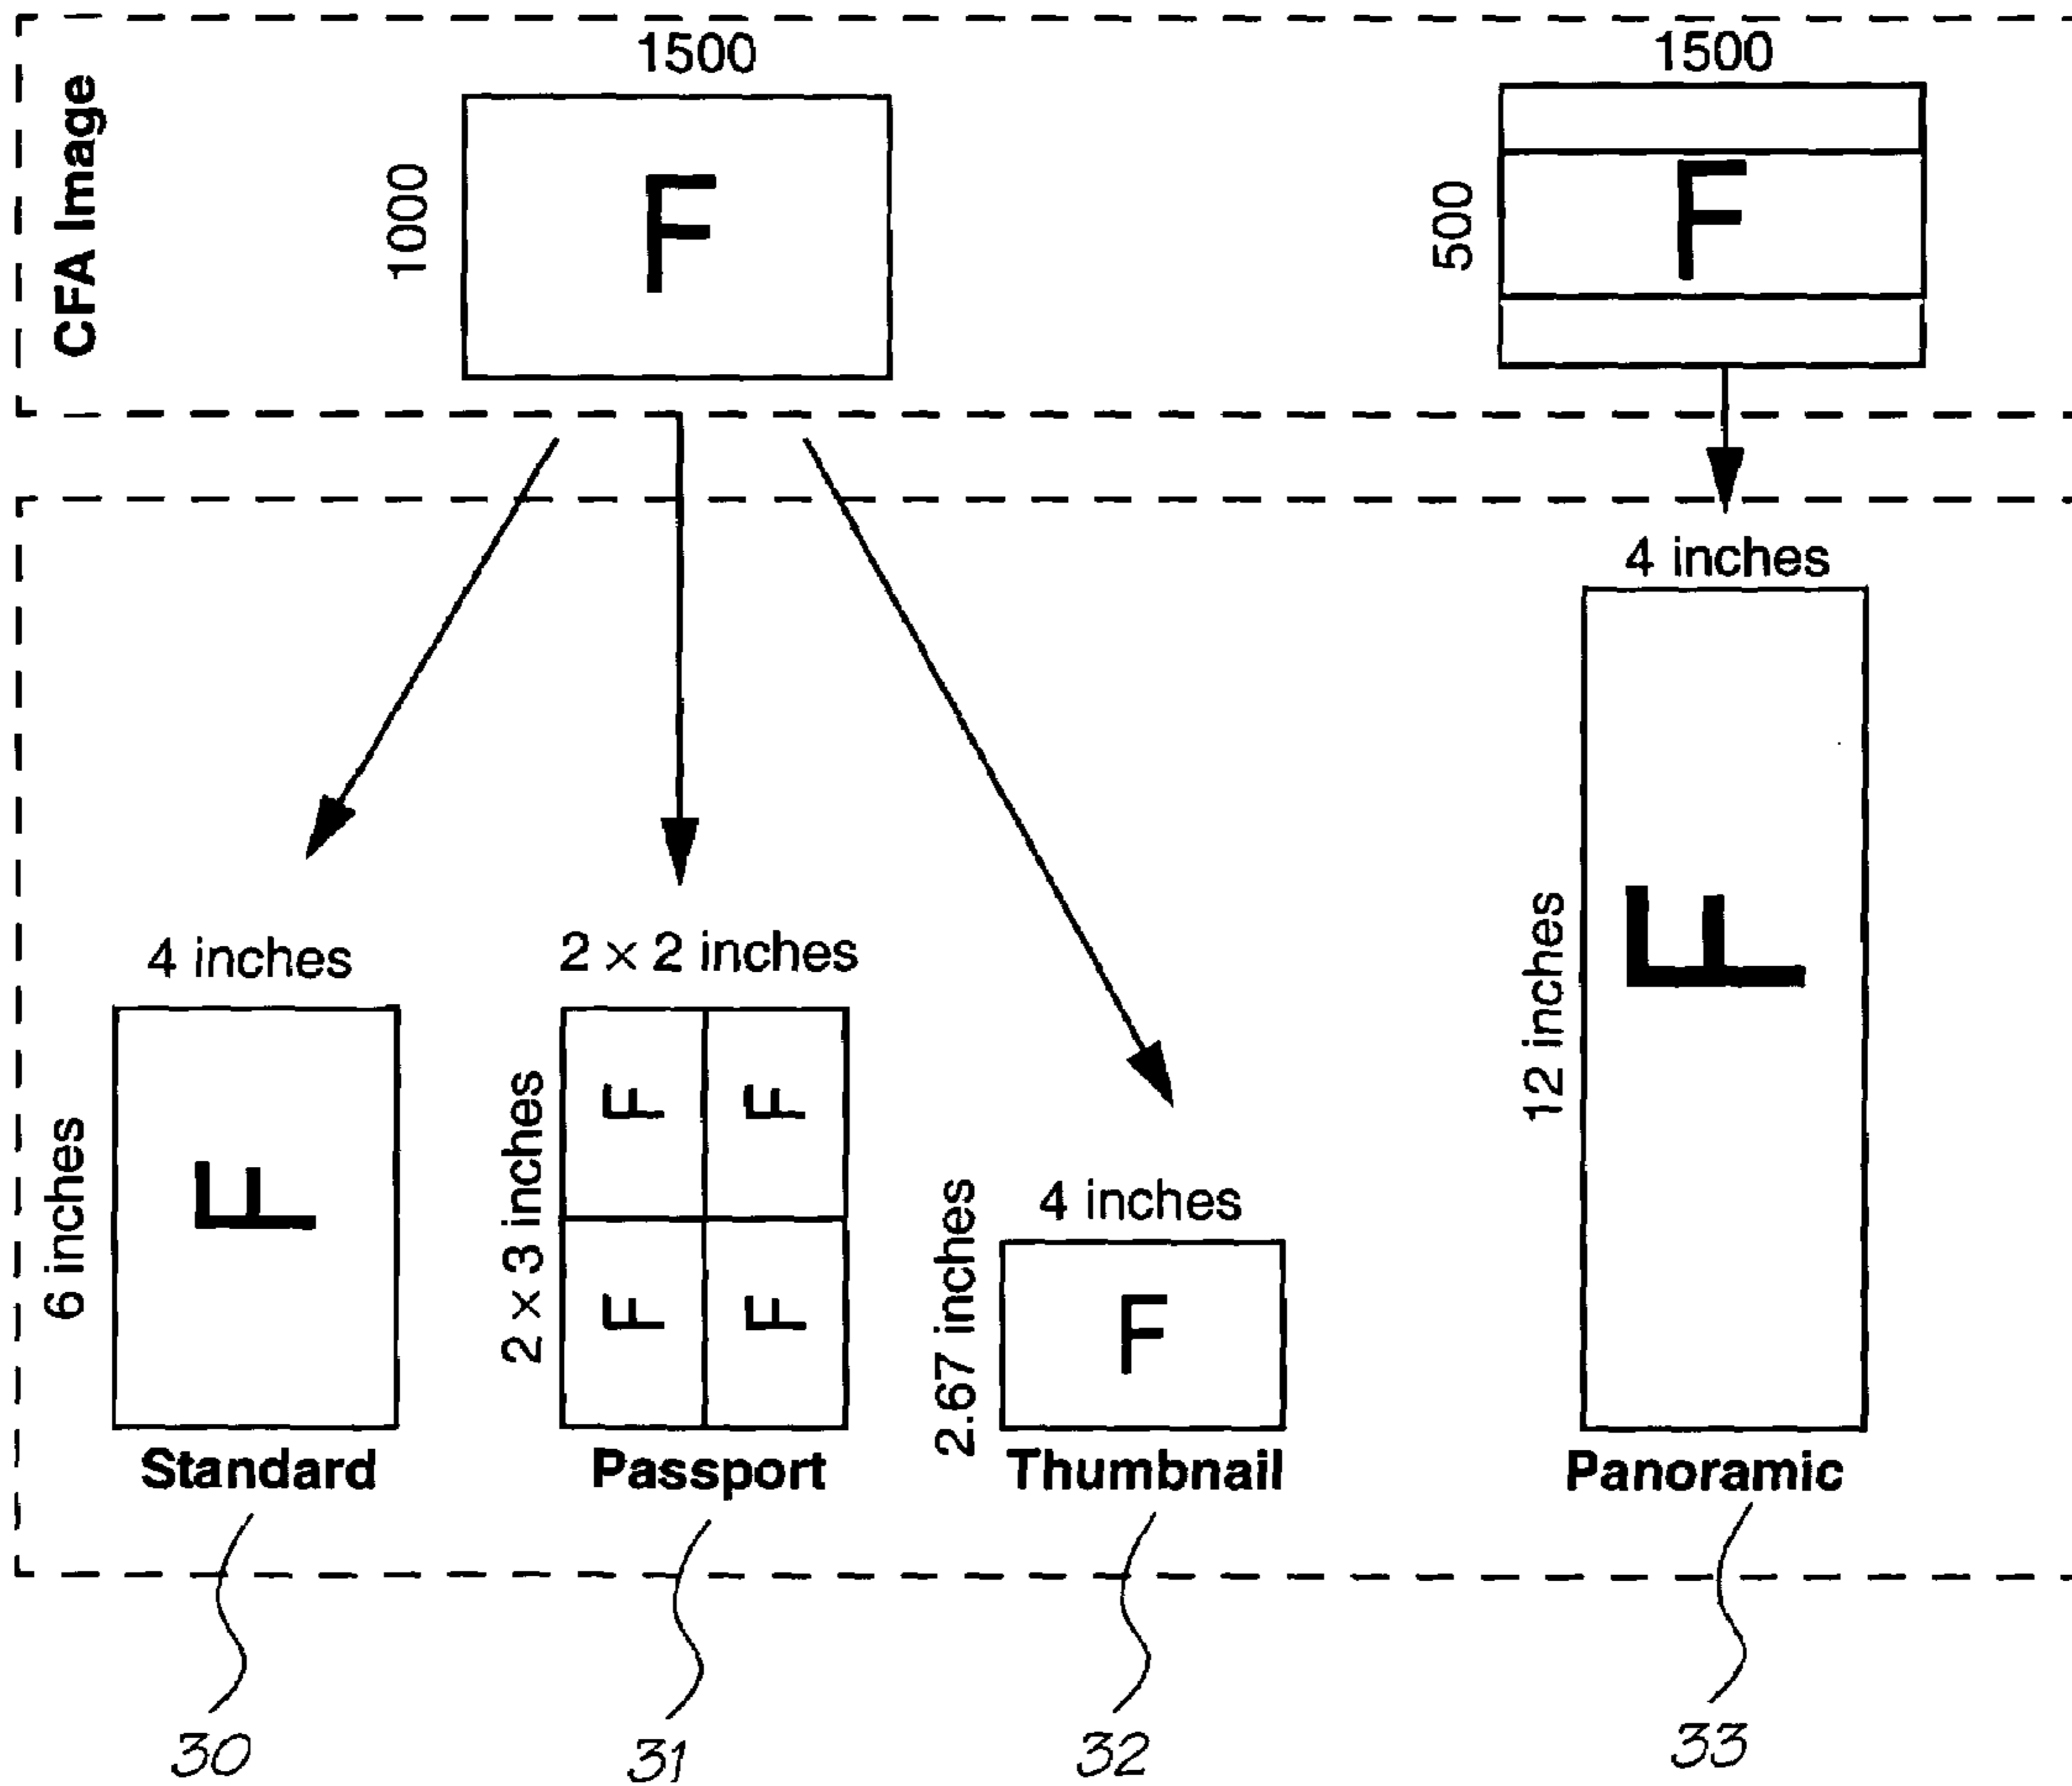 CFA Image
1500
1000
F
1500
500
F
4 inches
6 inches
F
Standard
30
2 × 2 inches
2 × 3 inches
F F
F F
Passport
31
4 inches
2.67 inches
F
Thumbnail
32
4 inches
12 inches
F
Panoramic
33